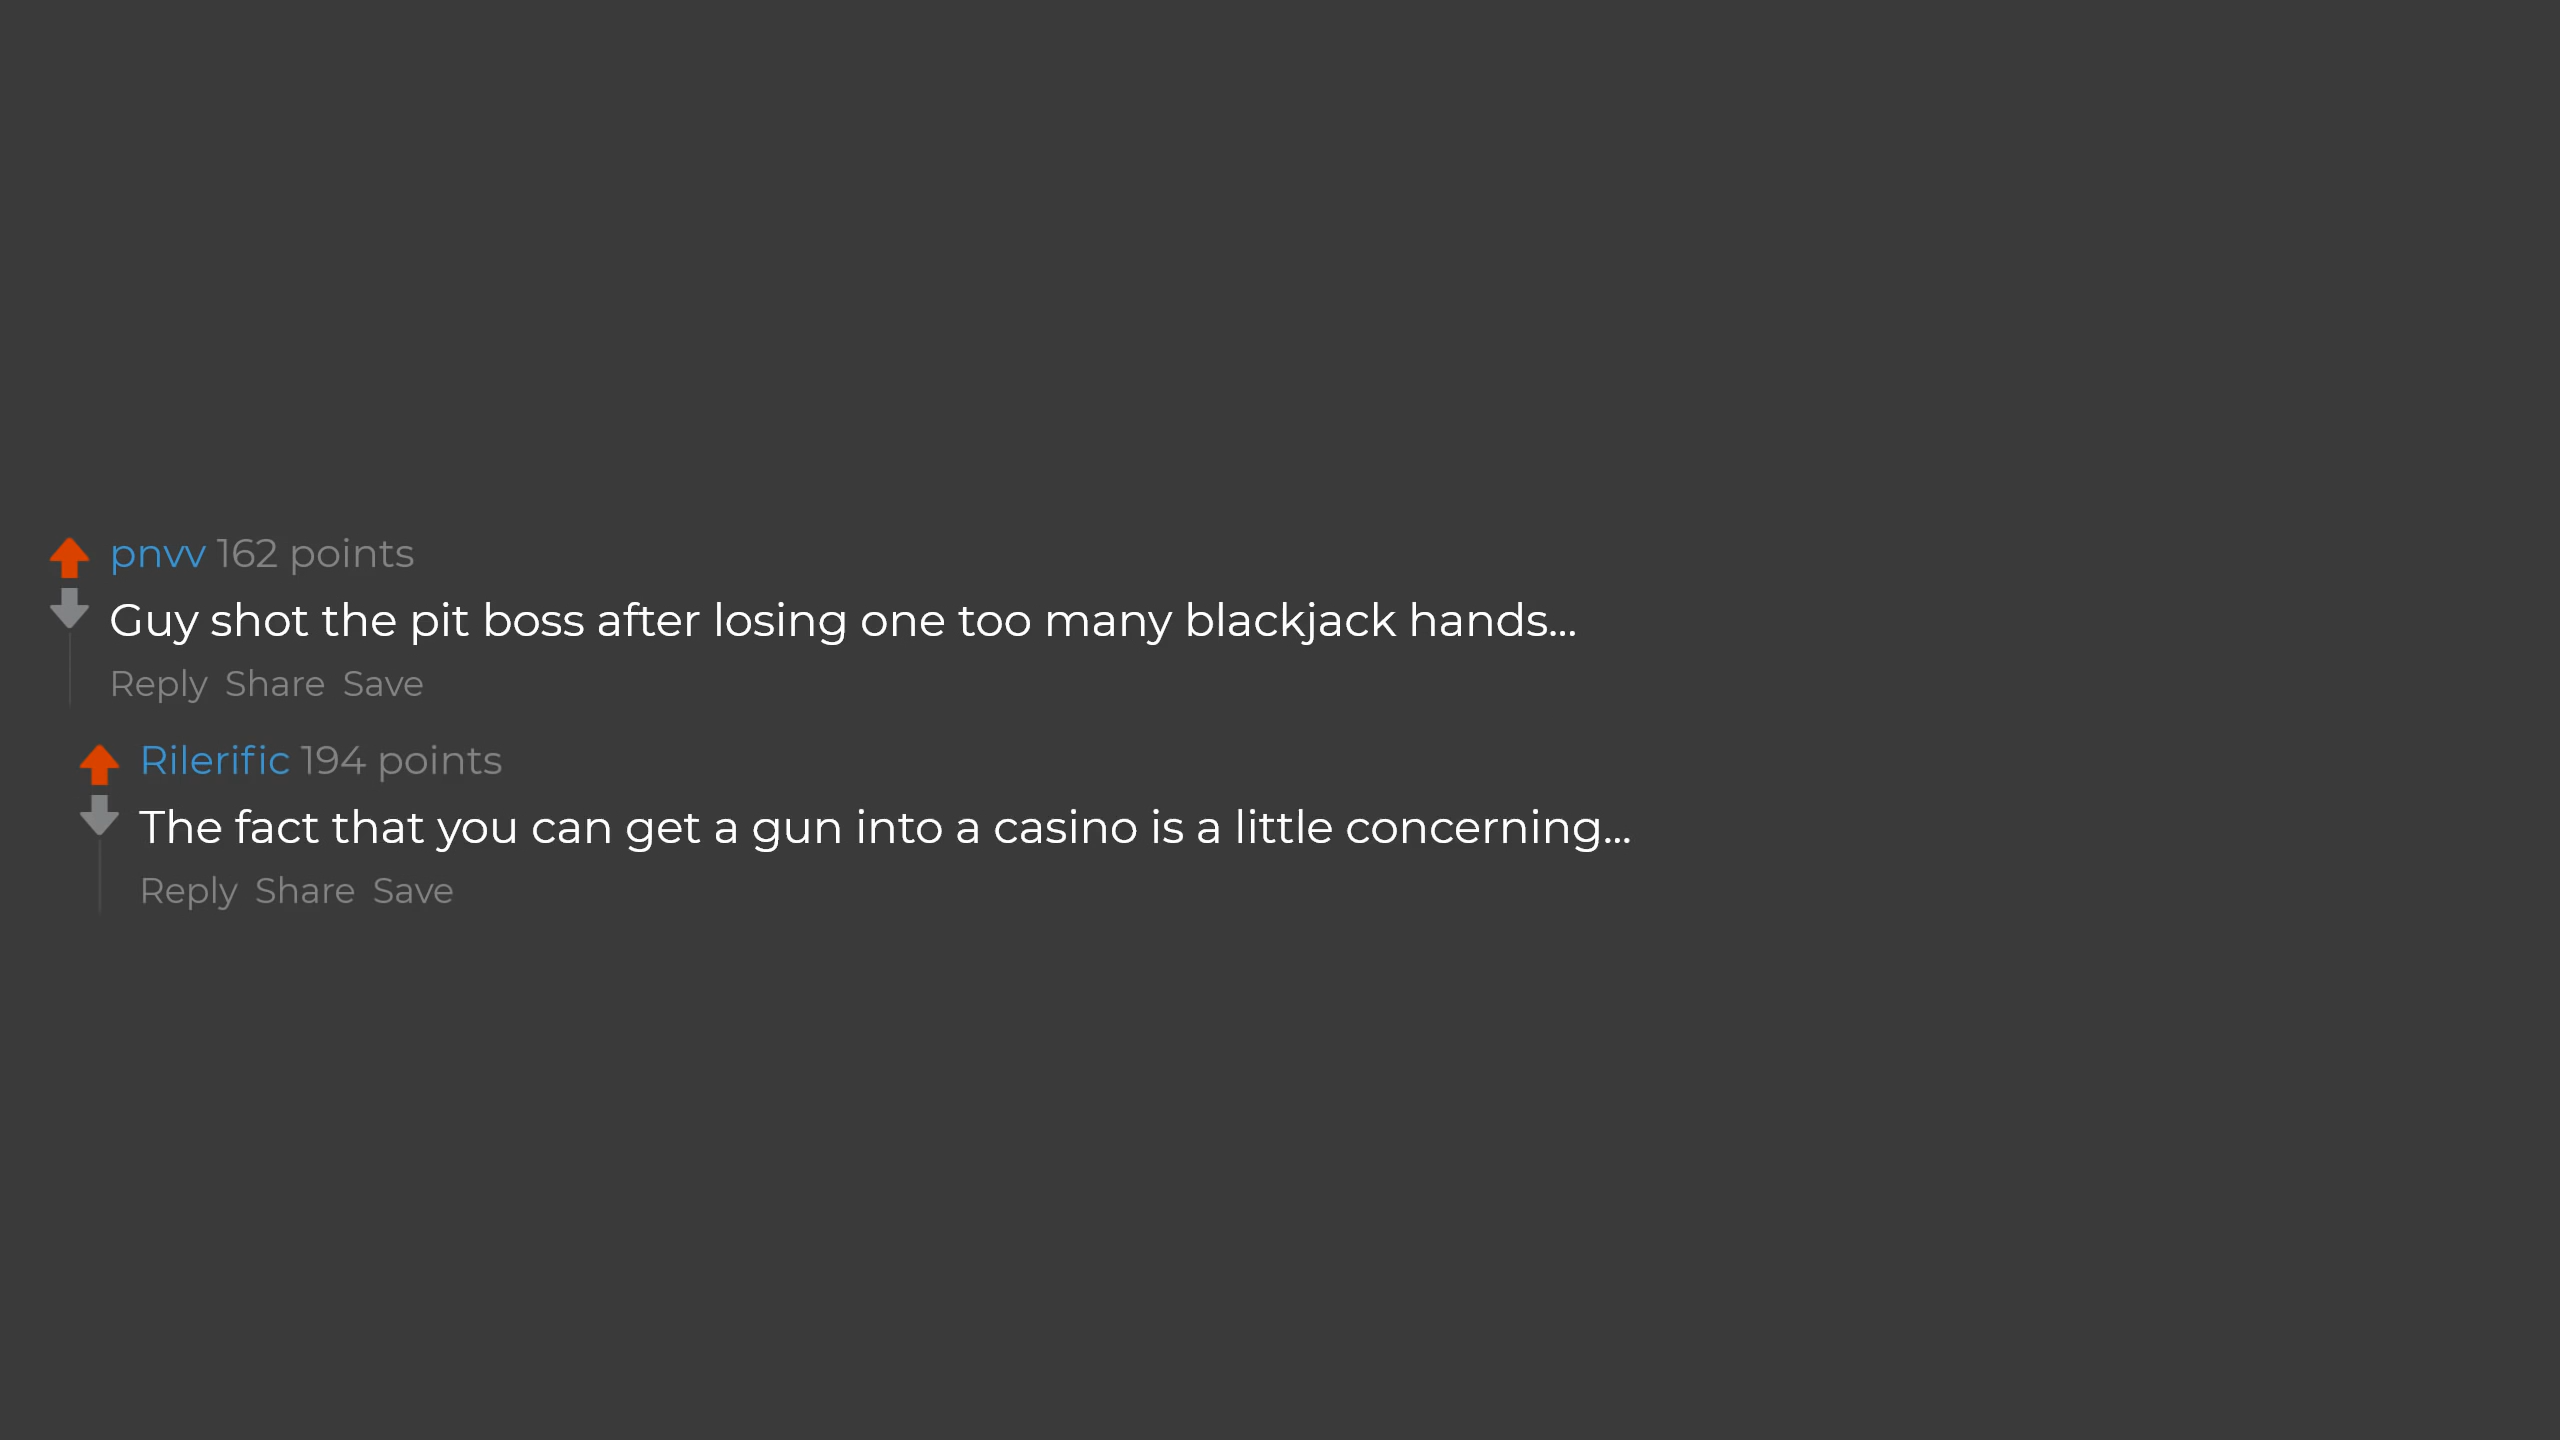 pnvv 162 points
Guy shot the pit boss after losing one too many blackjack hands...
Reply Share Save
Rilerific 194 points
The fact that you can get a gun into a casino is a little concerning...
Reply Share Save